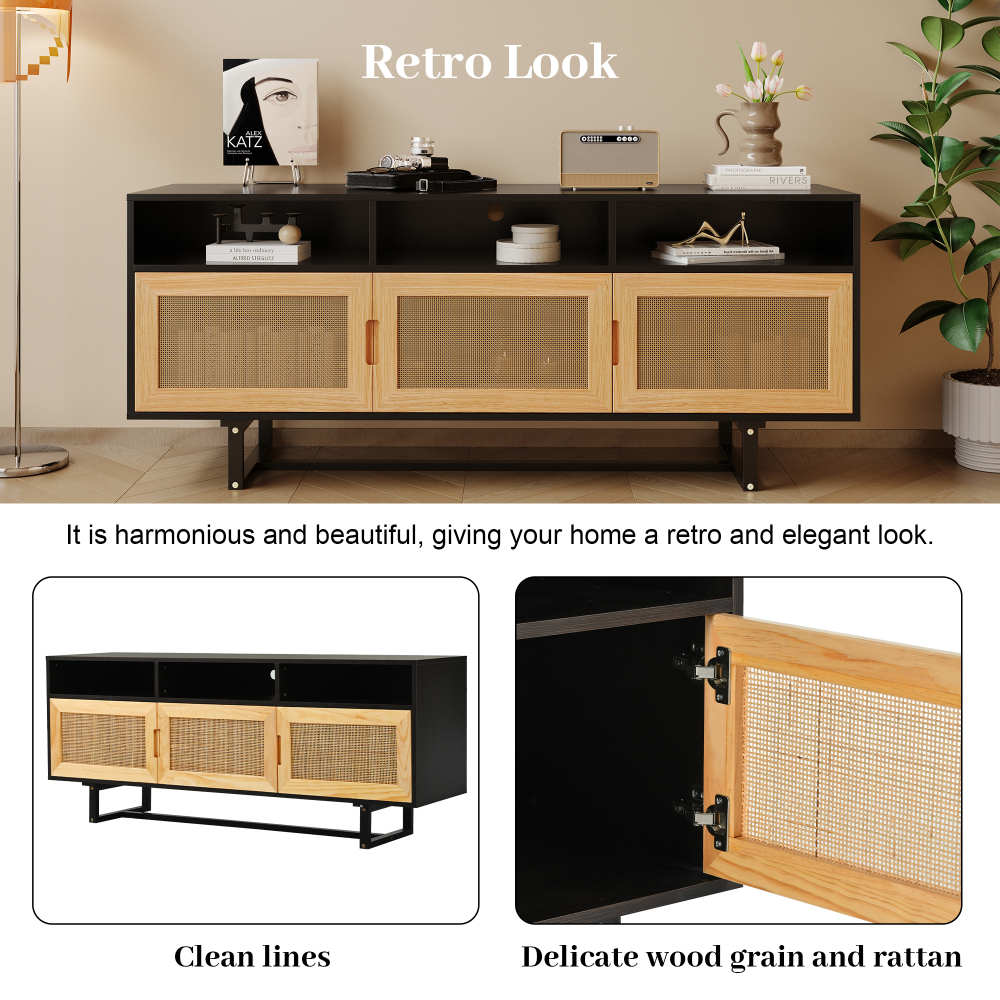 Retro Look
ALEX
KATZ
PHOTOGRAPHY
RIVERS
a life less ordinary
ALFRED STIEGLITZ
It is harmonious and beautiful, giving your home a retro and elegant look.
Clean lines
Delicate wood grain and rattan